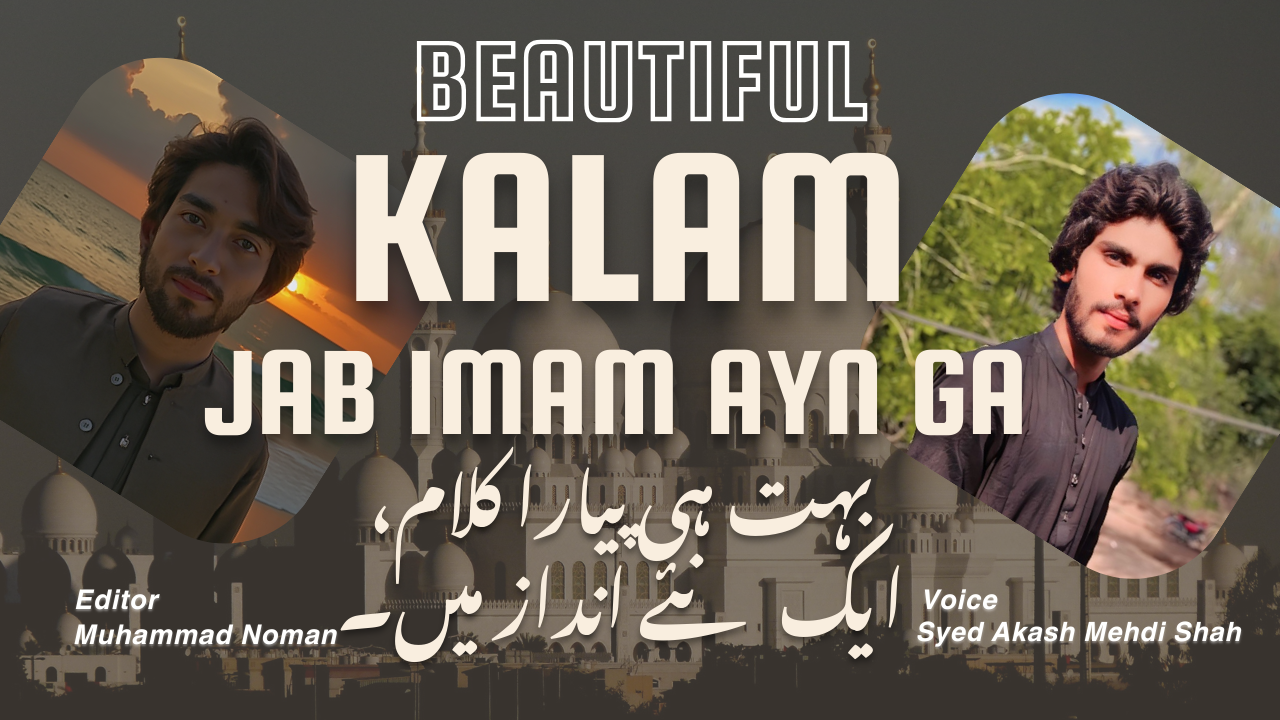 BEAUTIFUL
KALAM
JAB IMAM AYN GA
بہت ہی پیارا کلام،
ایک نئے انداز میں۔
Editor
Muhammad Noman
Voice
Syed Akash Mehdi Shah